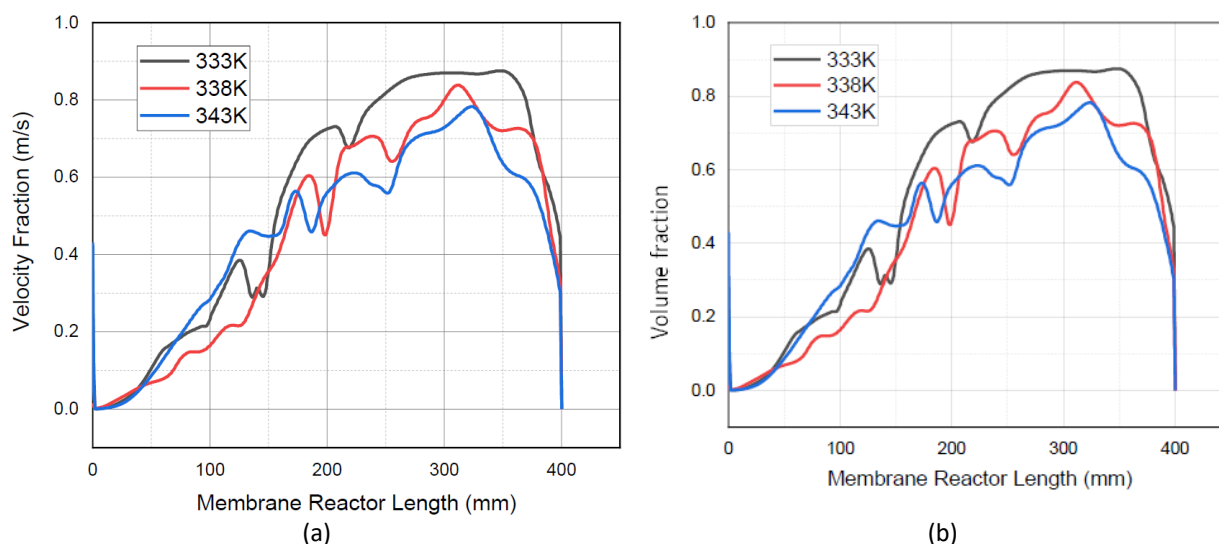 1.0
0.8
0.6
0.4
0.2
0.0
Velocity Fraction (m/s)
333K
338K
343K
0
100
200
300
400
Membrane Reactor Length (mm)
(a)
1.0
0.8
0.6
0.4
0.2
0.0
Volume fraction
333K
338K
343K
0
100
200
300
400
Membrane Reactor Length (mm)
(b)